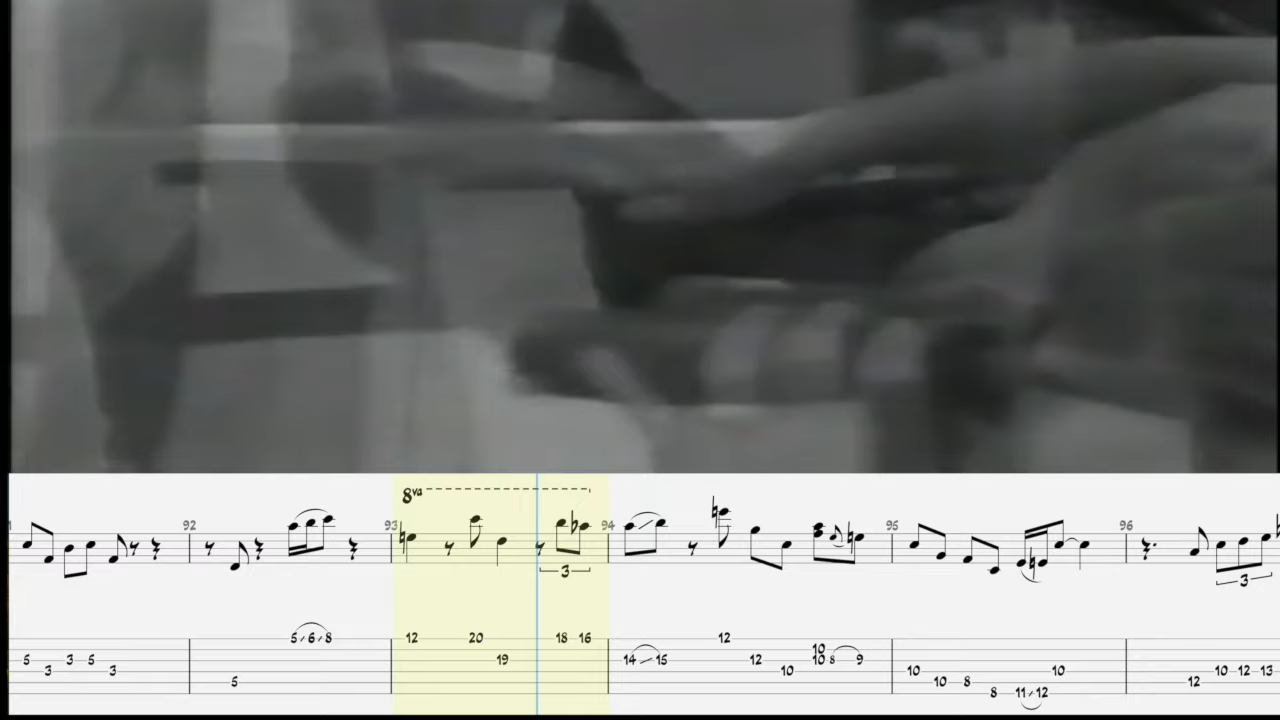 8va
1 92 93 94 95 96
3 3
5 6 8 12 20 18 16 12
10
5 3 5 19 14 15 12 10 8 9
3 3 10 10 10 10 12 13
5 10 8 12
8 11 12